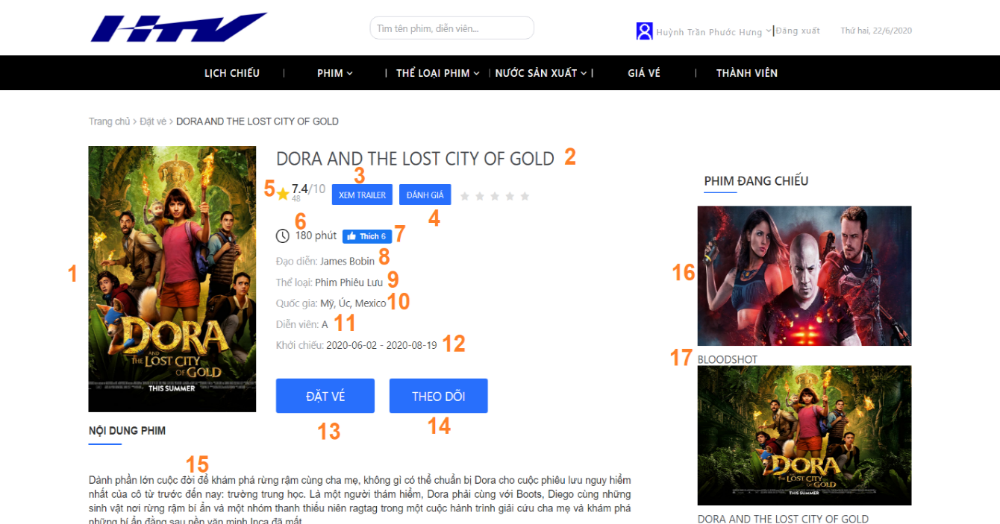 HTV
Tìm tên phim, diễn viên...
Huỳnh Trần Phước Hưng
Đăng xuất
Thứ hai, 22/6/2020
LỊCH CHIẾU | PHIM | THỂ LOẠI PHIM | NƯỚC SẢN XUẤT | GIÁ VÉ | THÀNH VIÊN
Trang chủ > Đặt vé > DORA AND THE LOST CITY OF GOLD
1
DORA
AND
THE LOST CITY
OF GOLD
THIS SUMMER
DORA AND THE LOST CITY OF GOLD 2
3
5 7.4/10 XEM TRAILER ĐÁNH GIÁ
48
4
6
180 phút Thích 6 7
Đạo diễn: James Bobin 8
Thể loại: Phim Phiêu Lưu 9
Quốc gia: Mỹ, Úc, Mexico 10
Diễn viên: A 11
Khởi chiếu: 2020-06-02 - 2020-08-19 12
ĐẶT VÉ THEO DÕI
13 14
NỘI DUNG PHIM
15
Dành phần lớn cuộc đời để khám phá rừng rậm cùng cha mẹ, không gì có thể chuẩn bị Dora cho cuộc phiêu lưu nguy hiểm
nhất của cô từ trước đến nay: trường trung học. Là một người thám hiểm, Dora phải cùng với Boots, Diego cùng những
sinh vật nơi rừng rậm bí ẩn và một nhóm thanh thiếu niên ragtag trong một cuộc hành trình giải cứu cha mẹ và khám phá
những bí ẩn đằng sau nền văn minh Inca đã mất.
PHIM ĐANG CHIẾU
16
17 BLOODSHOT
DORA
AND
THE LOST CITY
OF GOLD
THIS SUMMER
DORA AND THE LOST CITY OF GOLD